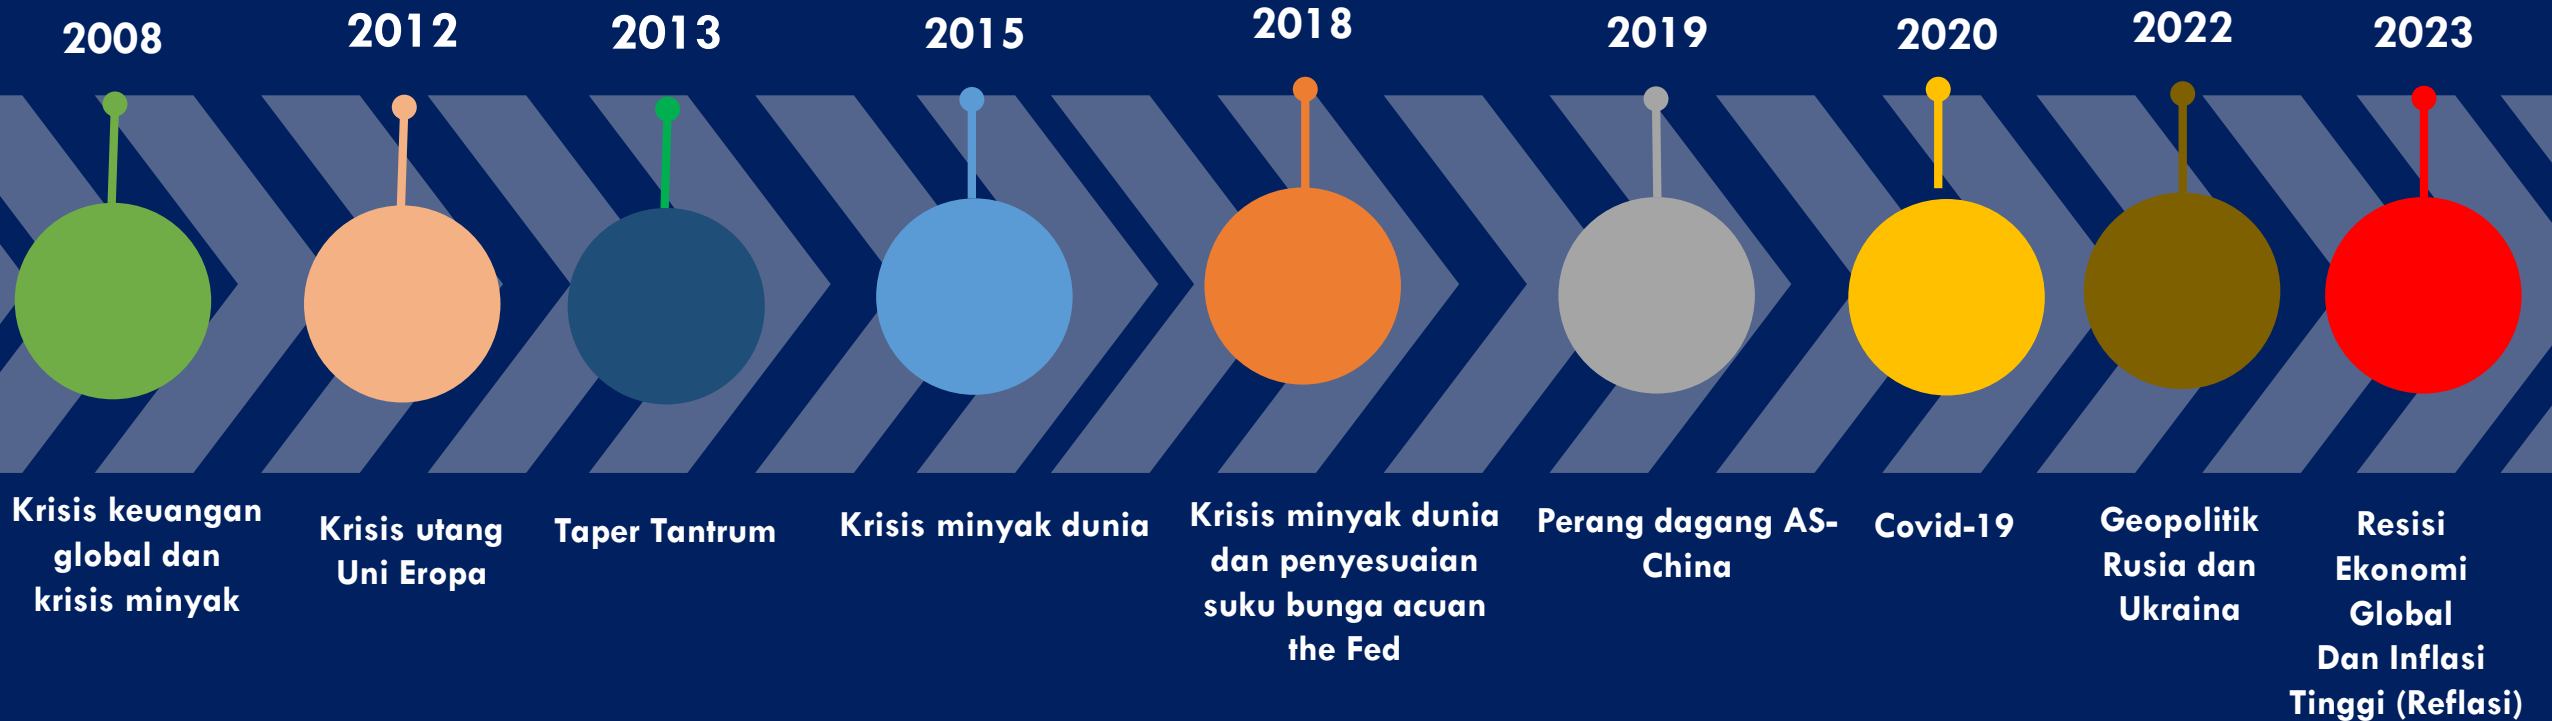 2008
2012
2013
2015
2018
2019
2020
2022
2023
Krisis keuangan
global dan
krisis minyak
Krisis utang
Uni Eropa
Taper Tantrum
Krisis minyak dunia
Krisis minyak dunia
dan penyesuaian
suku bunga acuan
the Fed
Perang dagang AS-
China
Covid-19
Geopolitik
Rusia dan
Ukraina
Resisi
Ekonomi
Global
Dan Inflasi
Tinggi (Reflasi)